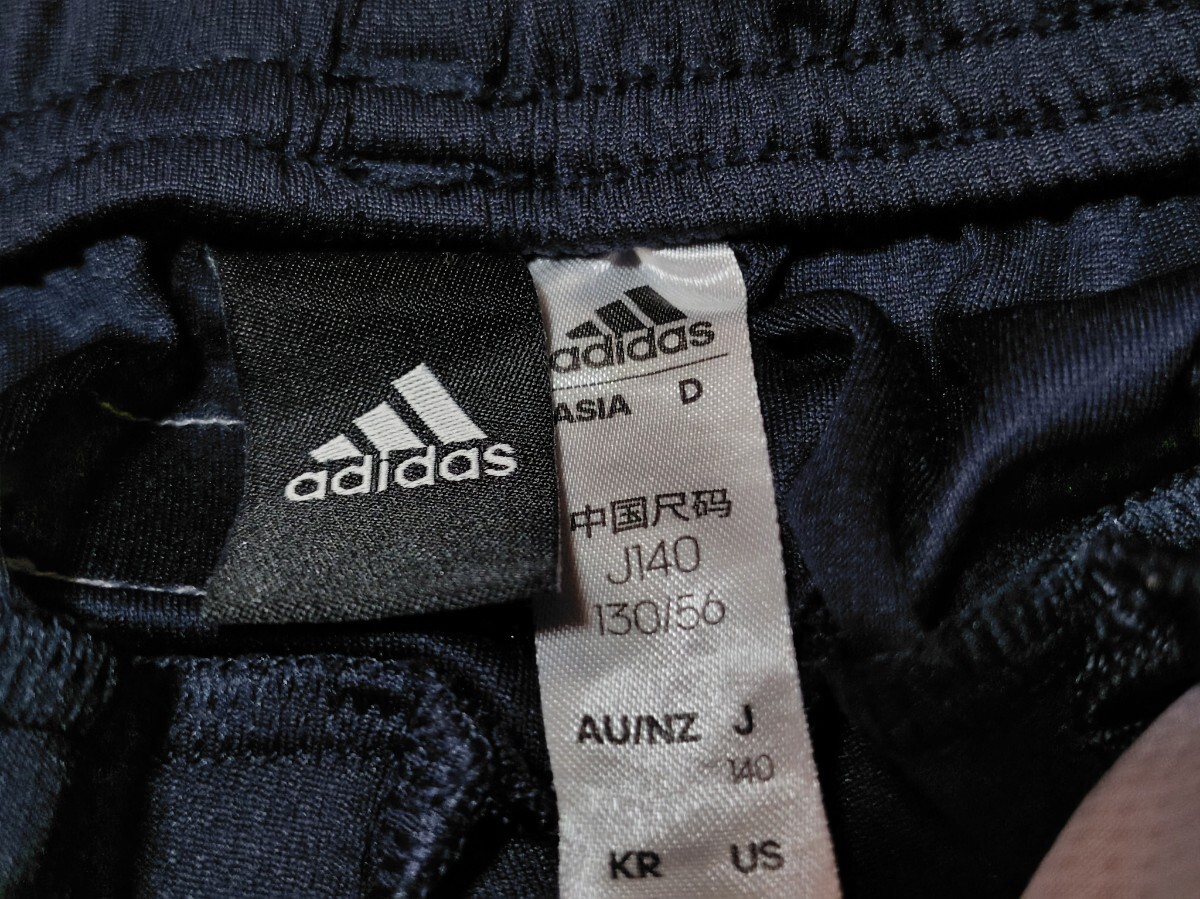 adidas
adidas
ASIA D
中国尺码
J140
130/56
AU/NZ J
140
KR US